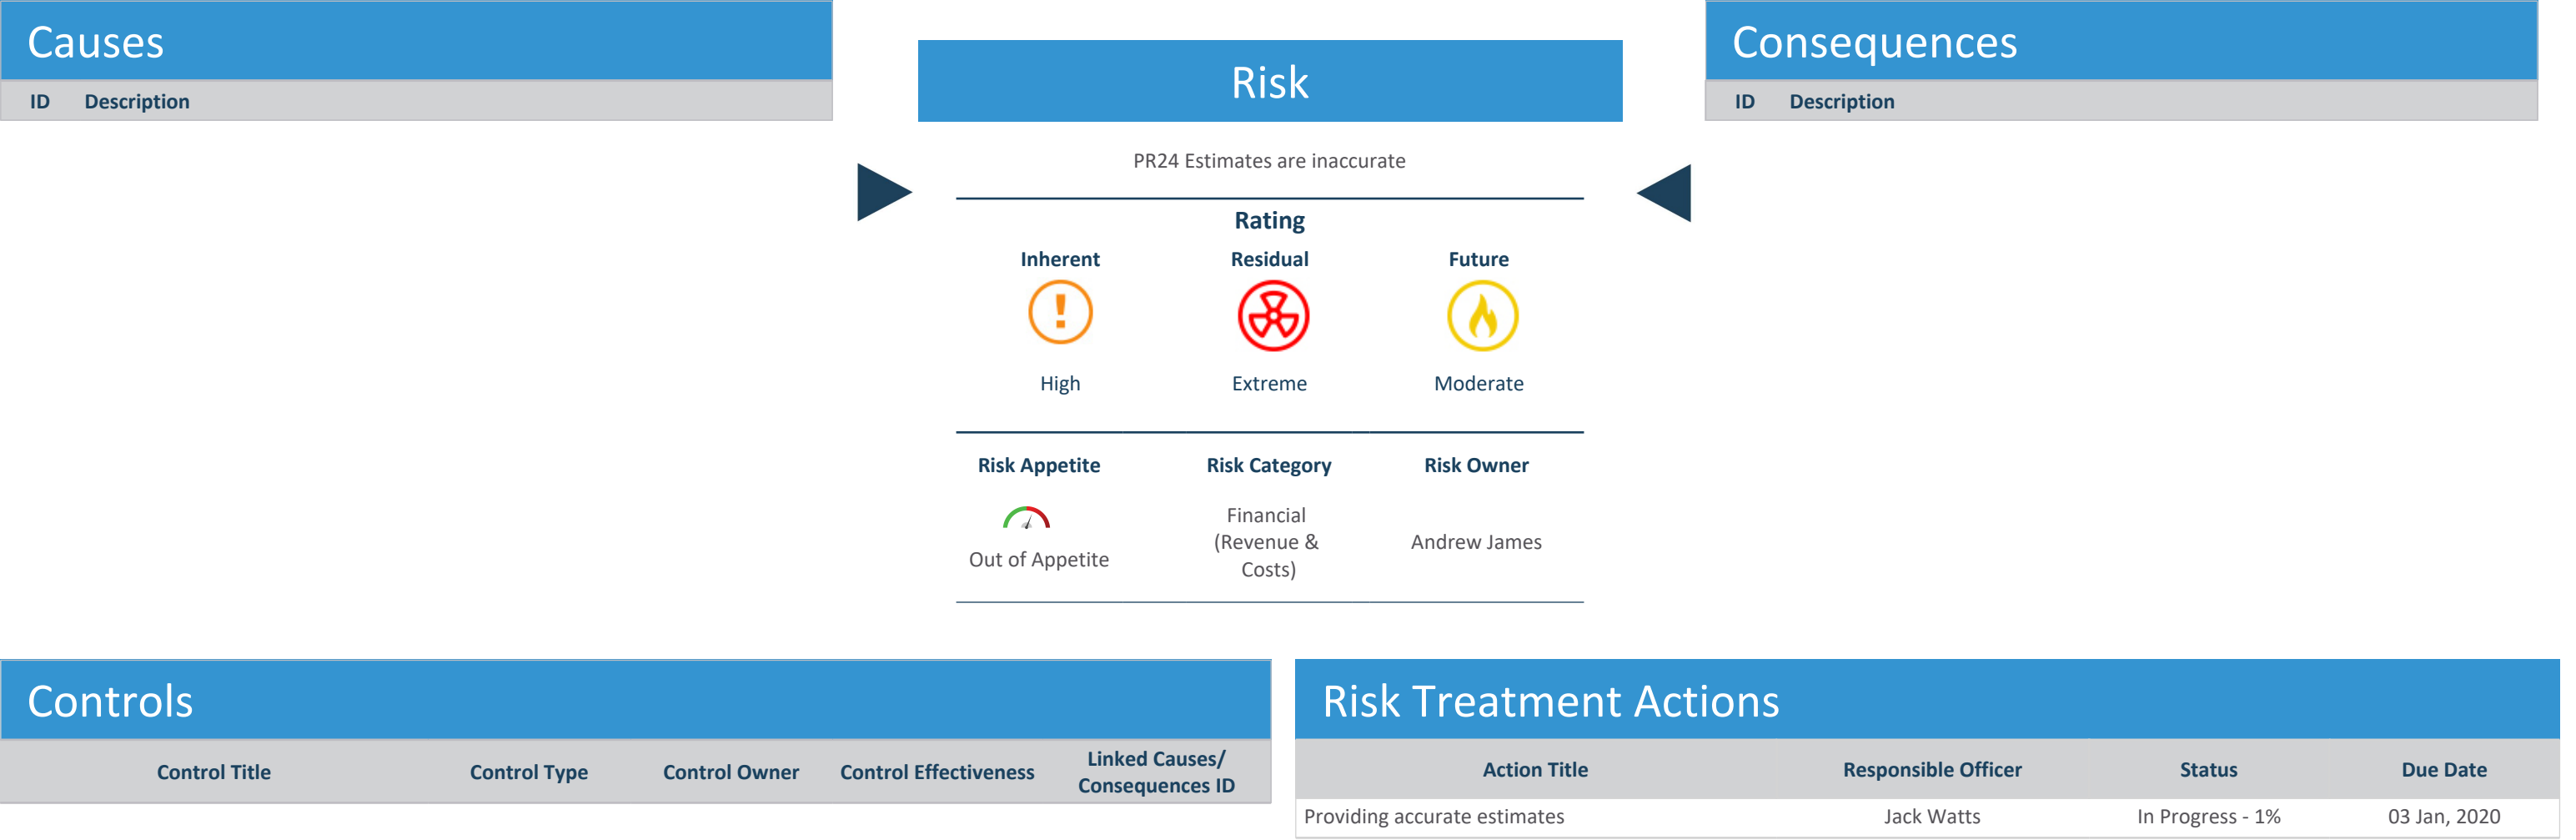 Causes
ID Description
Risk
PR24 Estimates are inaccurate
Rating
Inherent Residual Future
High Extreme Moderate
Risk Appetite Risk Category Risk Owner
Out of Appetite
Financial
(Revenue &
Costs)
Andrew James
Consequences
ID Description
Controls
Control Title Control Type Control Owner Control Effectiveness Linked Causes/
Consequences ID
Risk Treatment Actions
Action Title Responsible Officer Status Due Date
Providing accurate estimates Jack Watts In Progress - 1% 03 Jan, 2020